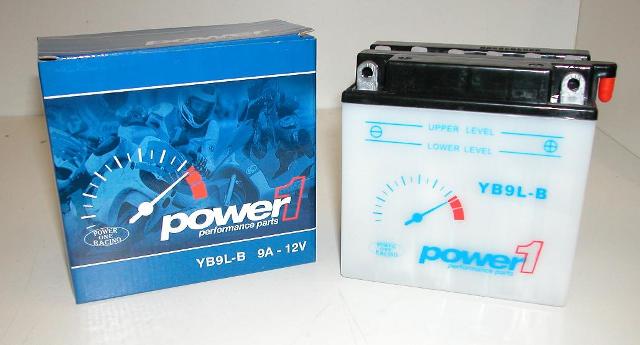 power1
performance parts
POWER
ONE
RACING
YB9L-B 9A - 12V
UPPER LEVEL
LOWER LEVEL
YB9L-B
POWER
ONE
RACING
power1
performance parts